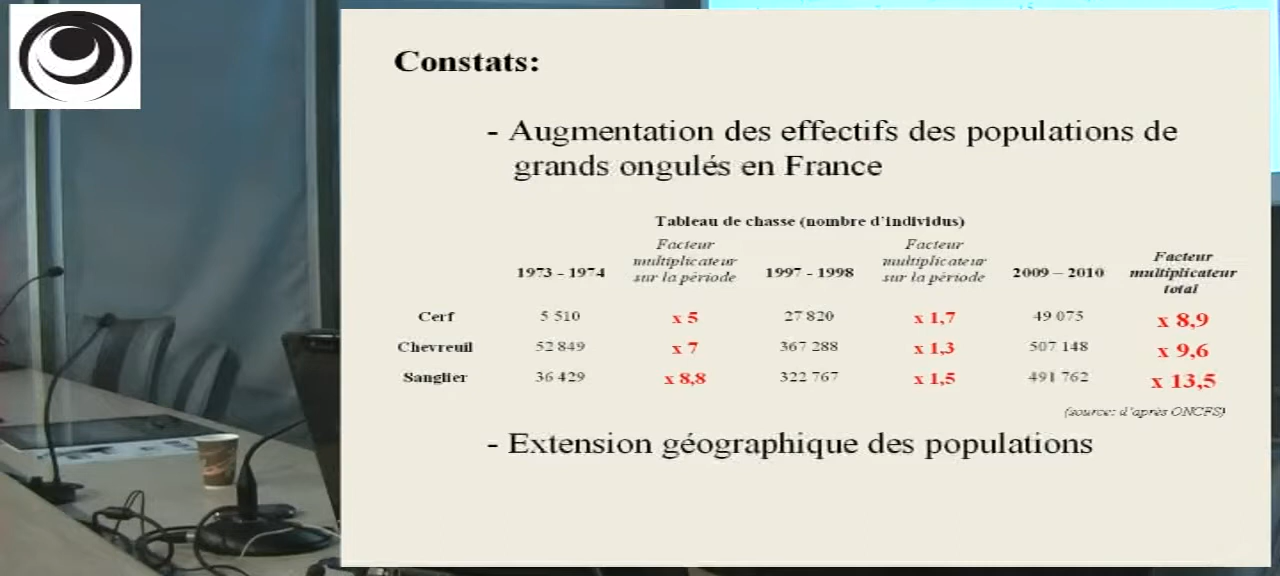 Constats:
- Augmentation des effectifs des populations de
grands ongulés en France
Tableau de chasse (nombre d'individus)
1973 - 1974 Facteur multiplicateur sur la période 1997 - 1998 Facteur multiplicateur sur la période 2009 – 2010 Facteur multiplicateur total
Cerf 5 510 x 5 27 820 x 1,7 49 075 x 8,9
Chevreuil 52 849 x 7 367 288 x 1,3 507 148 x 9,6
Sanglier 36 429 x 8,8 322 767 x 1,5 491 762 x 13,5
(source: d'après ONCFS)
- Extension géographique des populations